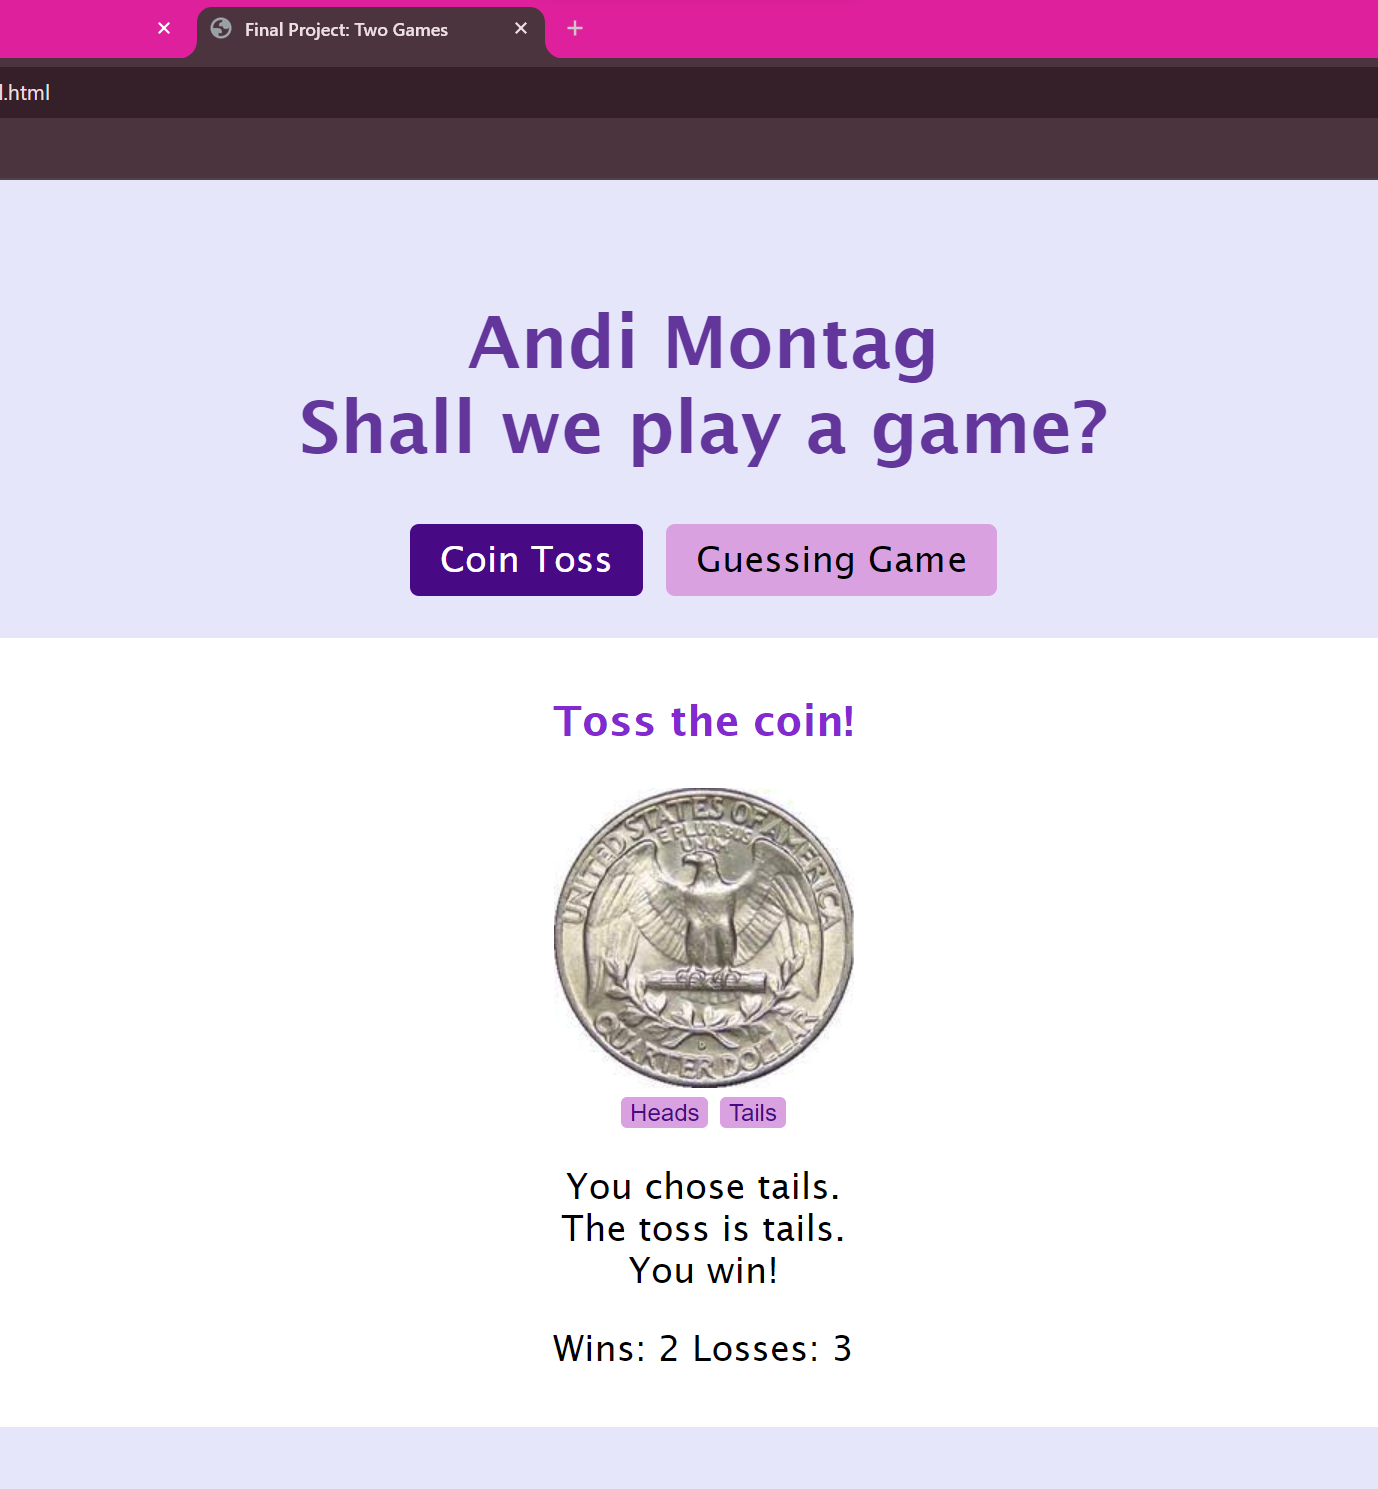 Final Project: Two Games
.html
Andi Montag
Shall we play a game?
Coin Toss
Guessing Game
Toss the coin!
UNITED STATES OF AMERICA
E PLURIBUS
UNUM
D
QUARTER DOLLAR
Heads
Tails
You chose tails.
The toss is tails.
You win!
Wins: 2 Losses: 3